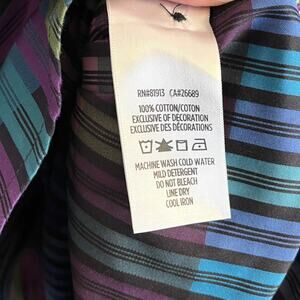 RN#81913 CA#26689
100% COTTON/COTON
EXCLUSIVE OF DECORATION
EXCLUSIVE DES DÉCORATIONS
MACHINE WASH COLD WATER
MILD DETERGENT
DO NOT BLEACH
LINE DRY
COOL IRON